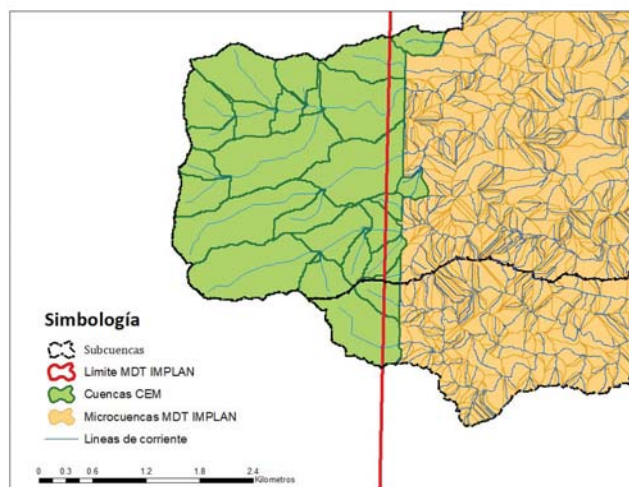 Simbología
Subcuencas
Límite MDT IMPLAN
Cuencas CEM
Microcuencas MDT IMPLAN
Lineas de corriente
0 0.3 0.6 1.2 1.8 2.4
Kilometros